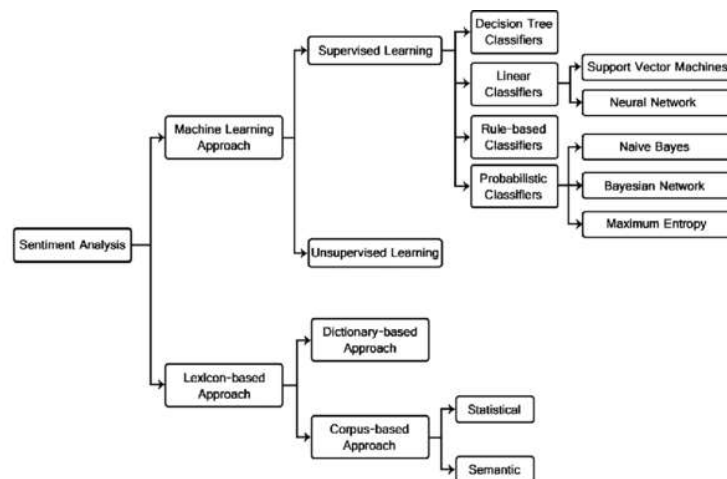 Decision Tree
Classifiers
Supervised Learning
Linear
Classifiers
Support Vector Machines
Neural Network
Machine Learning
Approach
Rule-based
Classifiers
Naive Bayes
Probabilistic
Classifiers
Bayesian Network
Maximum Entropy
Sentiment Analysis
Unsupervised Learning
Dictionary-based
Approach
Lexicon-based
Approach
Statistical
Corpus-based
Approach
Semantic